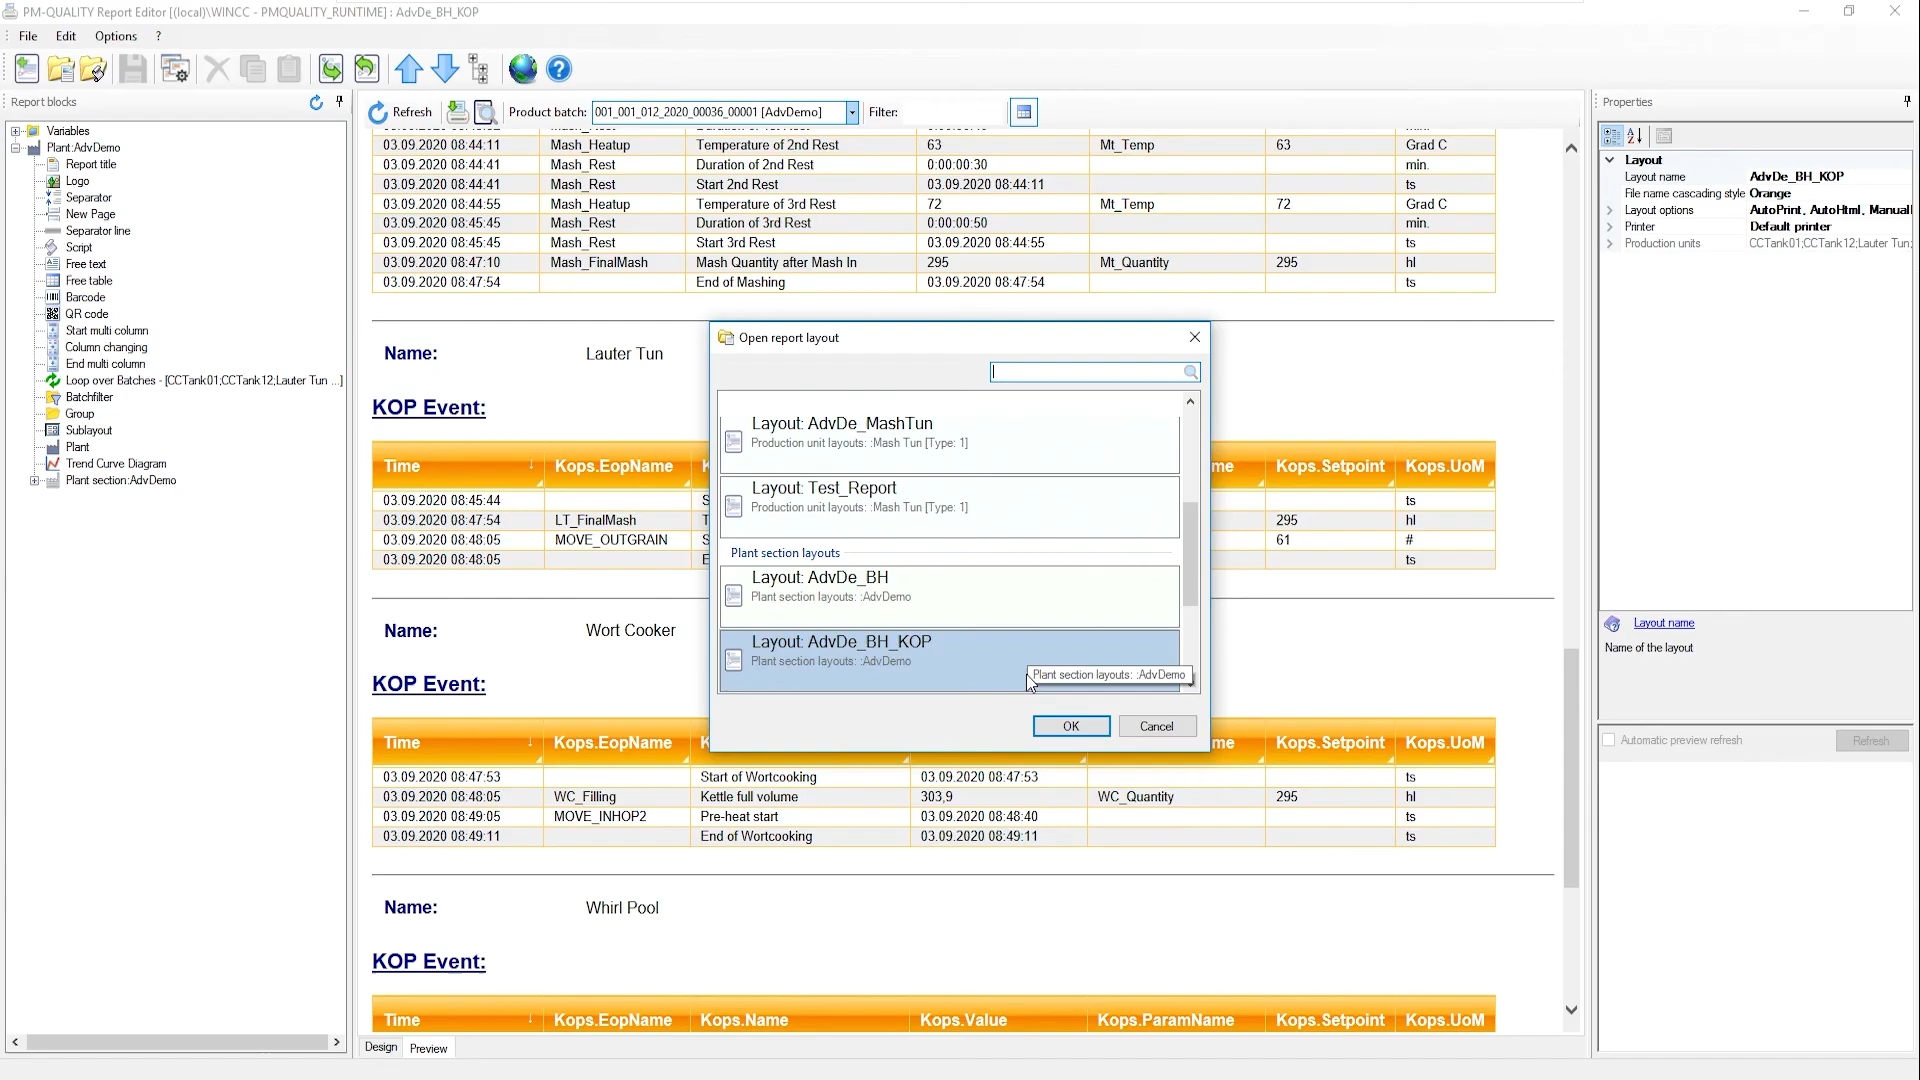 PM-QUALITY Report Editor [(local)\WINCC - PMQUALITY_RUNTIME] : AdvDe_BH_KOP
File Edit Options ?
Report blocks
Variables
Plant:AdvDemo
Report title
Logo
Separator
New Page
Separator line
Script
Free text
Free table
Barcode
QR code
Start multi column
Column changing
End multi column
Loop over Batches - [CCTank01;CCTank12;Lauter Tun ...]
Batchfilter
Group
Sublayout
Plant
Trend Curve Diagram
Plant section:AdvDemo
Refresh Product batch: 001_001_012_2020_00036_00001 [AdvDemo] Filter:
03.09.2020 08:44:11 Mash_Heatup Temperature of 2nd Rest 63 Mt_Temp 63 Grad C
03.09.2020 08:44:41 Mash_Rest Duration of 2nd Rest 0:00:00:30 min.
03.09.2020 08:44:41 Mash_Rest Start 2nd Rest 03.09.2020 08:44:11 ts
03.09.2020 08:44:55 Mash_Heatup Temperature of 3rd Rest 72 Mt_Temp 72 Grad C
03.09.2020 08:45:45 Mash_Rest Duration of 3rd Rest 0:00:00:50 min.
03.09.2020 08:45:45 Mash_Rest Start 3rd Rest 03.09.2020 08:44:55 ts
03.09.2020 08:47:10 Mash_FinalMash Mash Quantity after Mash In 295 Mt_Quantity 295 hl
03.09.2020 08:47:54 End of Mashing 03.09.2020 08:47:54 ts
Name: Lauter Tun
KOP Event:
Time Kops.EopName K me Kops.Setpoint Kops.UoM
03.09.2020 08:45:44 S ts
03.09.2020 08:47:54 LT_FinalMash T 295 hl
03.09.2020 08:48:05 MOVE_OUTGRAIN S 61 #
03.09.2020 08:48:05 E ts
Name: Wort Cooker
KOP Event:
Time Kops.EopName K me Kops.Setpoint Kops.UoM
03.09.2020 08:47:53 Start of Wortcooking 03.09.2020 08:47:53 ts
03.09.2020 08:48:05 WC_Filling Kettle full volume 303,9 WC_Quantity 295 hl
03.09.2020 08:49:05 MOVE_INHOP2 Pre-heat start 03.09.2020 08:48:40 ts
03.09.2020 08:49:11 End of Wortcooking 03.09.2020 08:49:11 ts
Name: Whirl Pool
KOP Event:
Time Kops.EopName Kops.Name Kops.Value Kops.ParamName Kops.Setpoint Kops.UoM
Design Preview
Open report layout
Layout: AdvDe_MashTun
Production unit layouts: :Mash Tun [Type: 1]
Layout: Test_Report
Production unit layouts: :Mash Tun [Type: 1]
Plant section layouts
Layout: AdvDe_BH
Plant section layouts: :AdvDemo
Layout: AdvDe_BH_KOP
Plant section layouts: :AdvDemo
Plant section layouts: :AdvDemo
OK Cancel
Properties
Layout
Layout name AdvDe_BH_KOP
File name cascading style Orange
Layout options AutoPrint, AutoHtml, Manuall
Printer Default printer
Production units CCTank01;CCTank12;Lauter Tun;
Layout name
Name of the layout
Automatic preview refresh Refresh